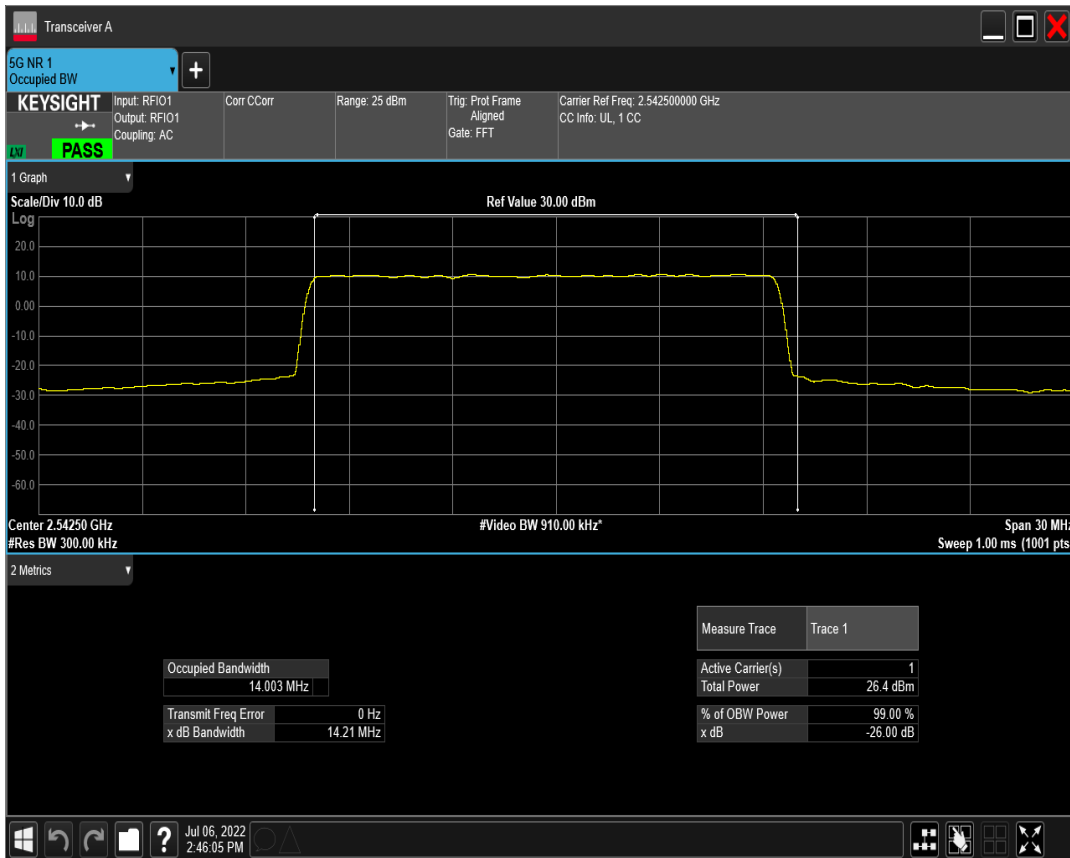 Transceiver A
5G NR 1
Occupied BW
KEYSIGHT
LXI
PASS
Input: RFIO1
Output: RFIO1
Coupling: AC
Corr CCorr
Range: 25 dBm
Trig: Prot Frame
Aligned
Gate: FFT
Carrier Ref Freq: 2.542500000 GHz
CC Info: UL, 1 CC
1 Graph
Scale/Div 10.0 dB
Ref Value 30.00 dBm
Log
20.0
10.0
0.00
-10.0
-20.0
-30.0
-40.0
-50.0
-60.0
Center 2.54250 GHz
#Video BW 910.00 kHz*
Span 30 MHz
#Res BW 300.00 kHz
Sweep 1.00 ms (1001 pts
2 Metrics
Measure Trace Trace 1
Occupied Bandwidth
14.003 MHz
Active Carrier(s) 1
Total Power 26.4 dBm
Transmit Freq Error 0 Hz
x dB Bandwidth 14.21 MHz
% of OBW Power 99.00 %
x dB -26.00 dB
?
Jul 06, 2022
2:46:05 PM